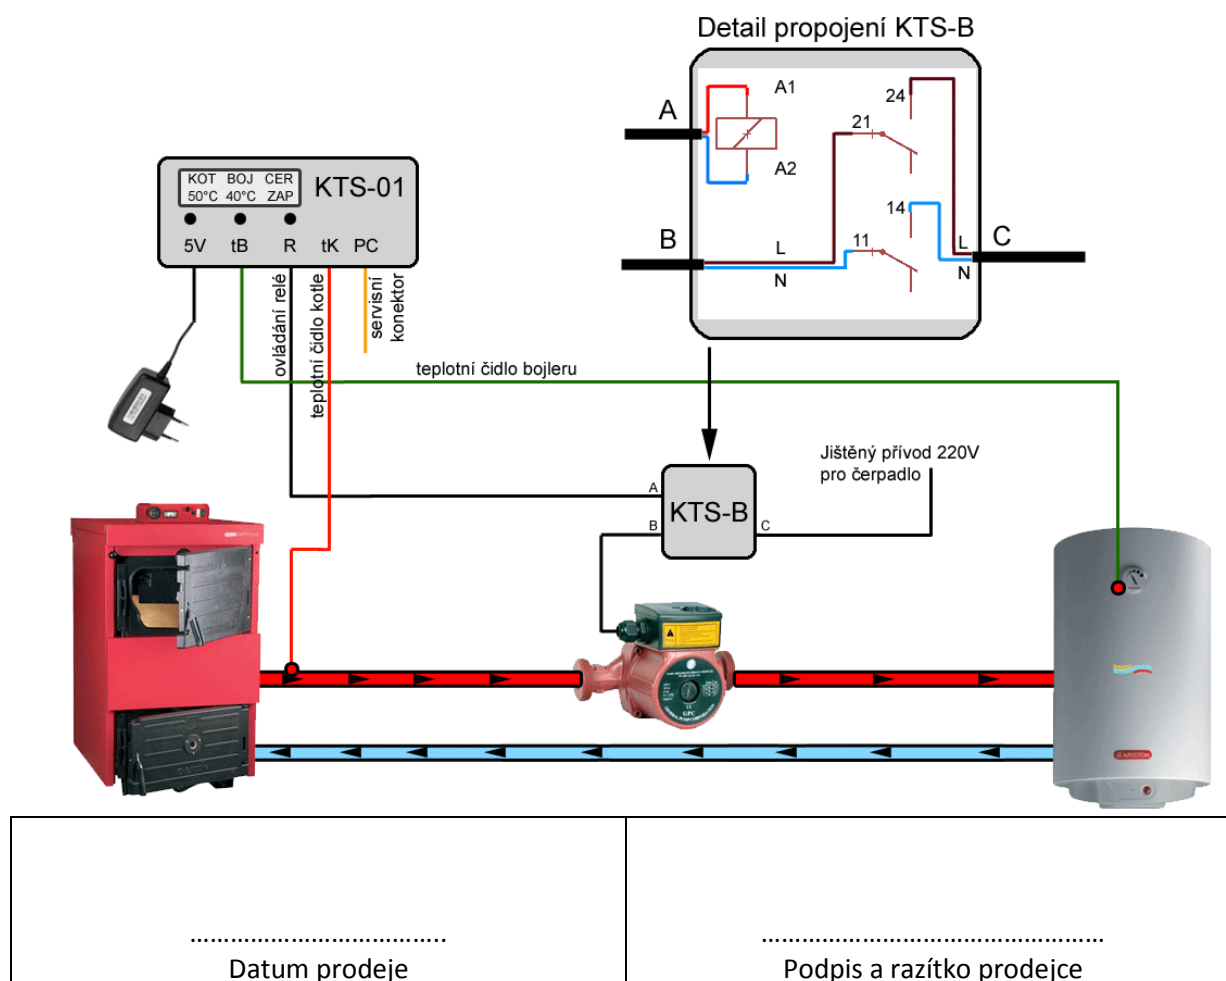 Detail propojení KTS-B
A
A1
A2
24
21
14
11
B
L
N
L
N
C
KOT BOJ CER
50°C 40°C ZAP
KTS-01
5V tB R tK PC
ovládání relé
teplotní čidlo kotle
servisní
konektor
teplotní čidlo bojleru
Jištěný přívod 220V
pro čerpadlo
A
B
KTS-B
C
GPC
ARISTON
…………………………………..
Datum prodeje
……………………………………………
Podpis a razítko prodejce